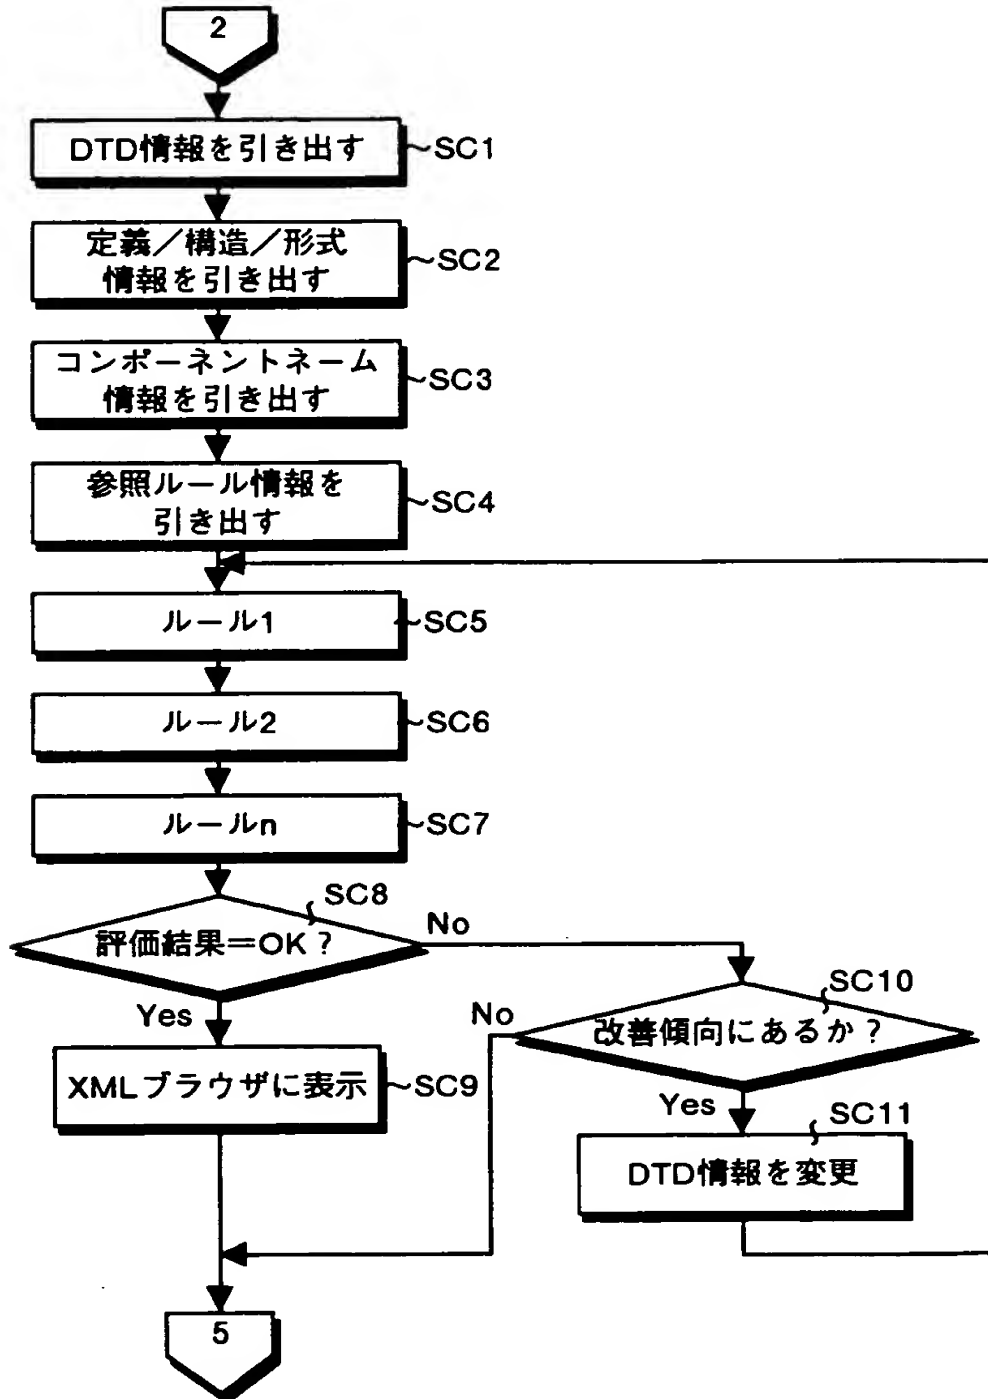 2
DTD情報を引き出す
SC1
定義／構造／形式
情報を引き出す
SC2
コンポーネントネーム
情報を引き出す
SC3
参照ルール情報を
引き出す
SC4
ルール1
SC5
ルール2
SC6
ルールn
SC7
SC8
評価結果＝OK？
No
Yes
SC10
改善傾向にあるか？
No
XMLブラウザに表示
SC9
Yes
SC11
DTD情報を変更
5